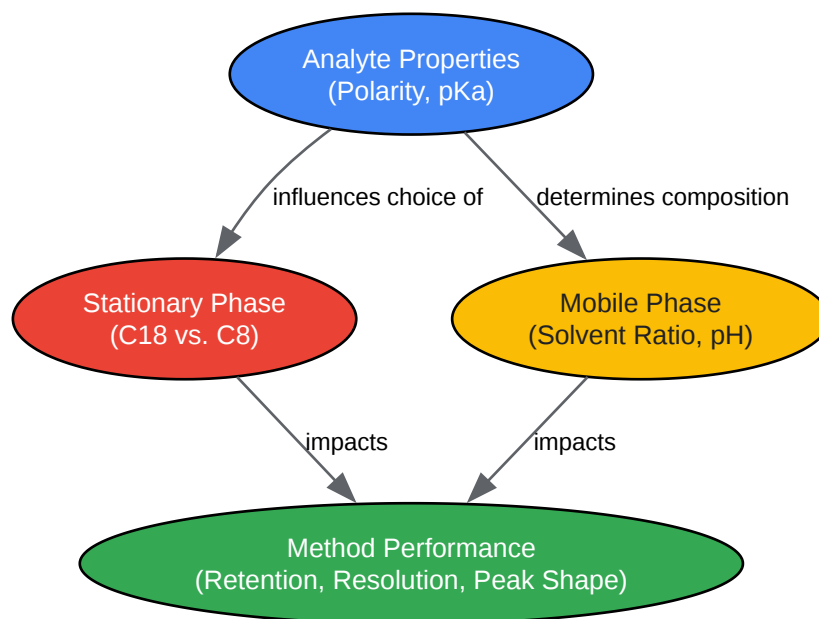 Analyte Properties
(Polarity, pKa)
influences choice of
determines composition
Stationary Phase
(C18 vs. C8)
Mobile Phase
(Solvent Ratio, pH)
impacts
impacts
Method Performance
(Retention, Resolution, Peak Shape)